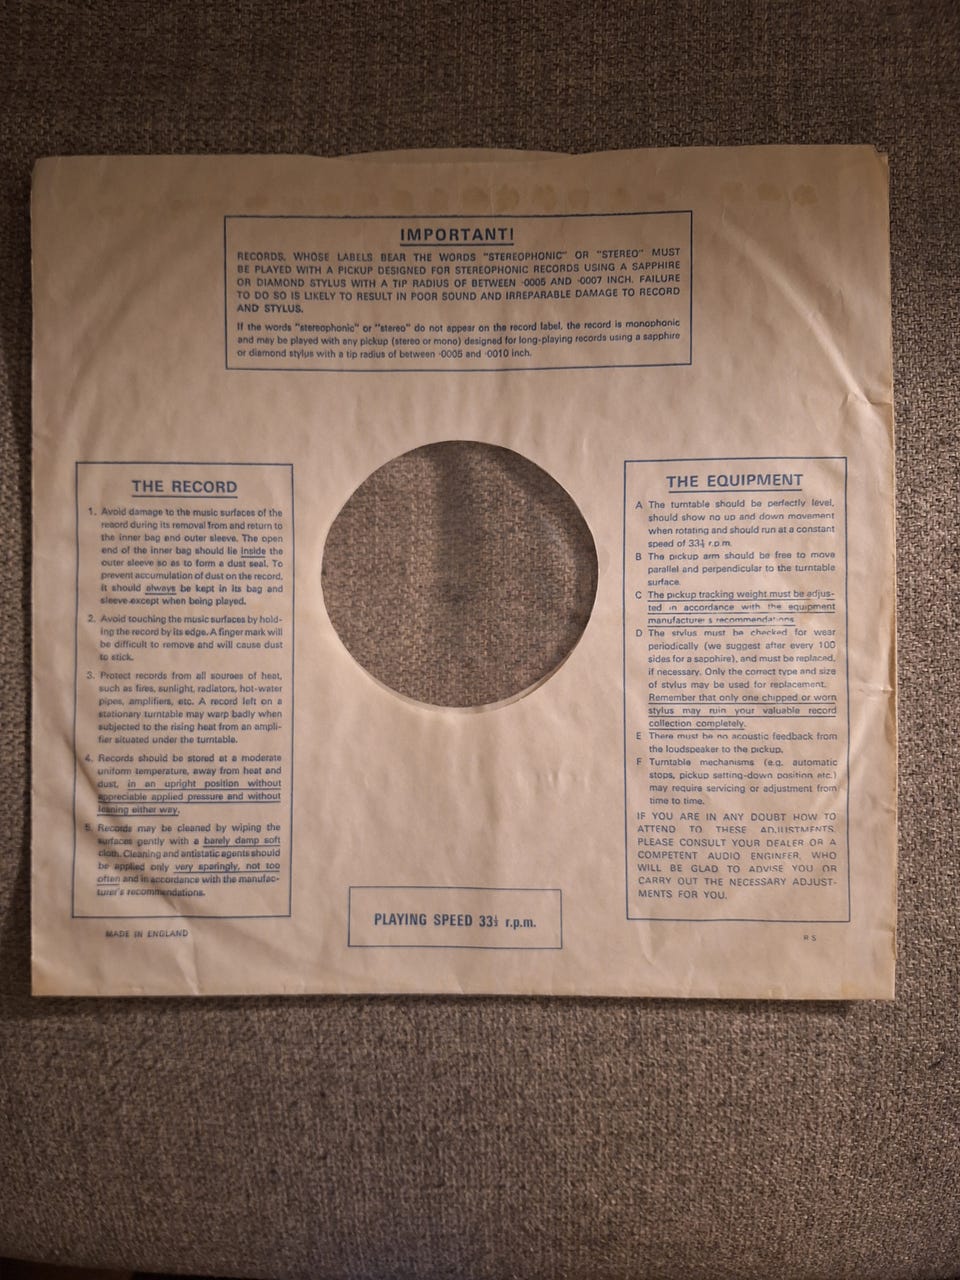 IMPORTANT!
RECORDS, WHOSE LABELS BEAR THE WORDS "STEREOPHONIC" OR "STEREO" MUST
BE PLAYED WITH A PICKUP DESIGNED FOR STEREOPHONIC RECORDS USING A SAPPHIRE
OR DIAMOND STYLUS WITH A TIP RADIUS OF BETWEEN ·0005 AND ·0007 INCH. FAILURE
TO DO SO IS LIKELY TO RESULT IN POOR SOUND AND IRREPARABLE DAMAGE TO RECORD
AND STYLUS.
If the words "stereophonic" or "stereo" do not appear on the record label, the record is monophonic
and may be played with any pickup (stereo or mono) designed for long-playing records using a sapphire
or diamond stylus with a tip radius of between ·0005 and ·0010 inch.
THE RECORD
1. Avoid damage to the music surfaces of the
record during its removal from and return to
the inner bag and outer sleeve. The open
end of the inner bag should lie inside the
outer sleeve so as to form a dust seal. To
prevent accumulation of dust on the record,
it should always be kept in its bag and
sleeve except when being played.
2. Avoid touching the music surfaces by hold-
ing the record by its edge. A finger mark will
be difficult to remove and will cause dust
to stick.
3. Protect records from all sources of heat,
such as fires, sunlight, radiators, hot-water
pipes, amplifiers, etc. A record left on a
stationary turntable may warp badly when
subjected to the rising heat from an ampli-
fier situated under the turntable.
4. Records should be stored at a moderate
uniform temperature, away from heat and
dust, in an upright position without
appreciable applied pressure and without
leaning either way.
5. Records may be cleaned by wiping the
surfaces gently with a barely damp soft
cloth. Cleaning and antistatic agents should
be applied only very sparingly, not too
often and in accordance with the manufac-
turer's recommendations.
MADE IN ENGLAND
PLAYING SPEED 33⅓ r.p.m.
THE EQUIPMENT
A The turntable should be perfectly level,
should show no up and down movement
when rotating and should run at a constant
speed of 33⅓ r.p.m.
B The pickup arm should be free to move
parallel and perpendicular to the turntable
surface.
C The pickup tracking weight must be adjus-
ted in accordance with the equipment
manufacturer's recommendations
D The stylus must be checked for wear
periodically (we suggest after every 100
sides for a sapphire), and must be replaced,
if necessary. Only the correct type and size
of stylus may be used for replacement.
Remember that only one chipped or worn
stylus may ruin your valuable record
collection completely.
E There must be no acoustic feedback from
the loudspeaker to the pickup.
F Turntable mechanisms (e.g. automatic
stops, pickup setting-down position etc.)
may require servicing or adjustment from
time to time.
IF YOU ARE IN ANY DOUBT HOW TO
ATTEND TO THESE ADJUSTMENTS,
PLEASE CONSULT YOUR DEALER OR A
COMPETENT AUDIO ENGINEER, WHO
WILL BE GLAD TO ADVISE YOU OR
CARRY OUT THE NECESSARY ADJUST-
MENTS FOR YOU.
R S